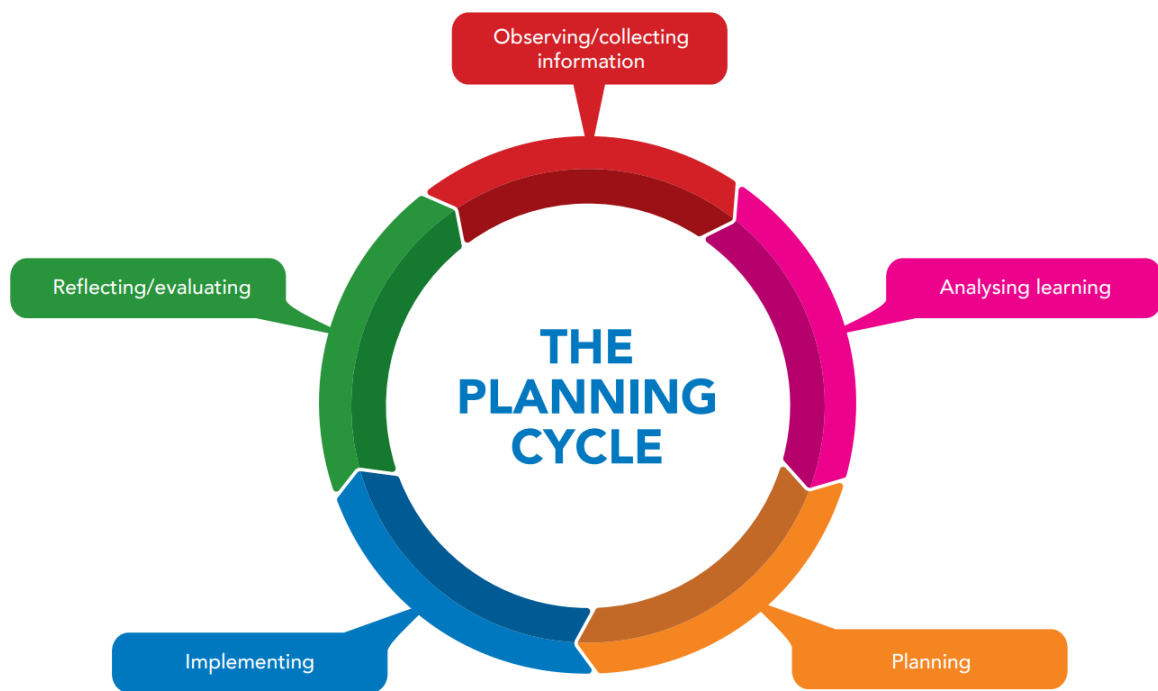 Observing/collecting
information
Reflecting/evaluating
Analysing learning
THE
PLANNING
CYCLE
Implementing
Planning